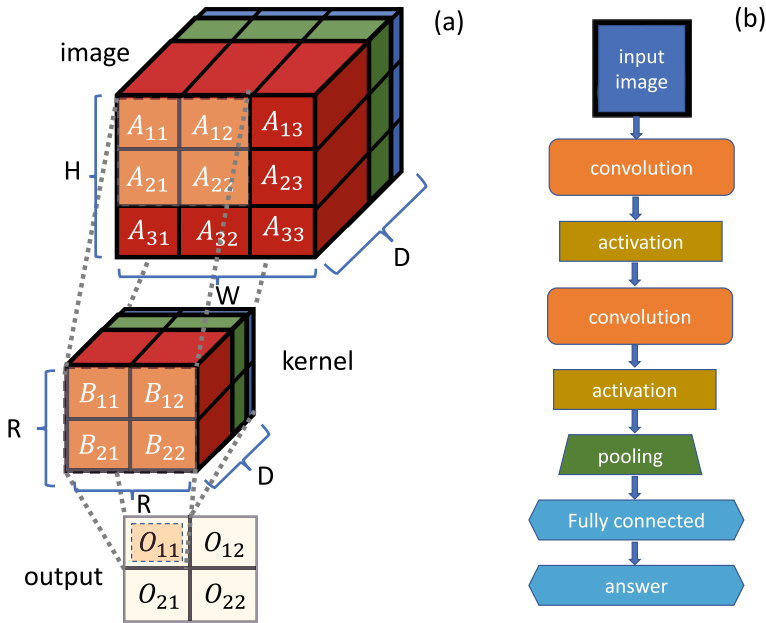 (a)
image
A₁₁ A₁₂ A₁₃
H
A₂₁ A₂₂ A₂₃
A₃₁ A₃₂ A₃₃
D
W
kernel
B₁₁ B₁₂
R
B₂₁ B₂₂
D
R
O₁₁ O₁₂
output
O₂₁ O₂₂
(b)
input
image
convolution
activation
convolution
activation
pooling
Fully connected
answer